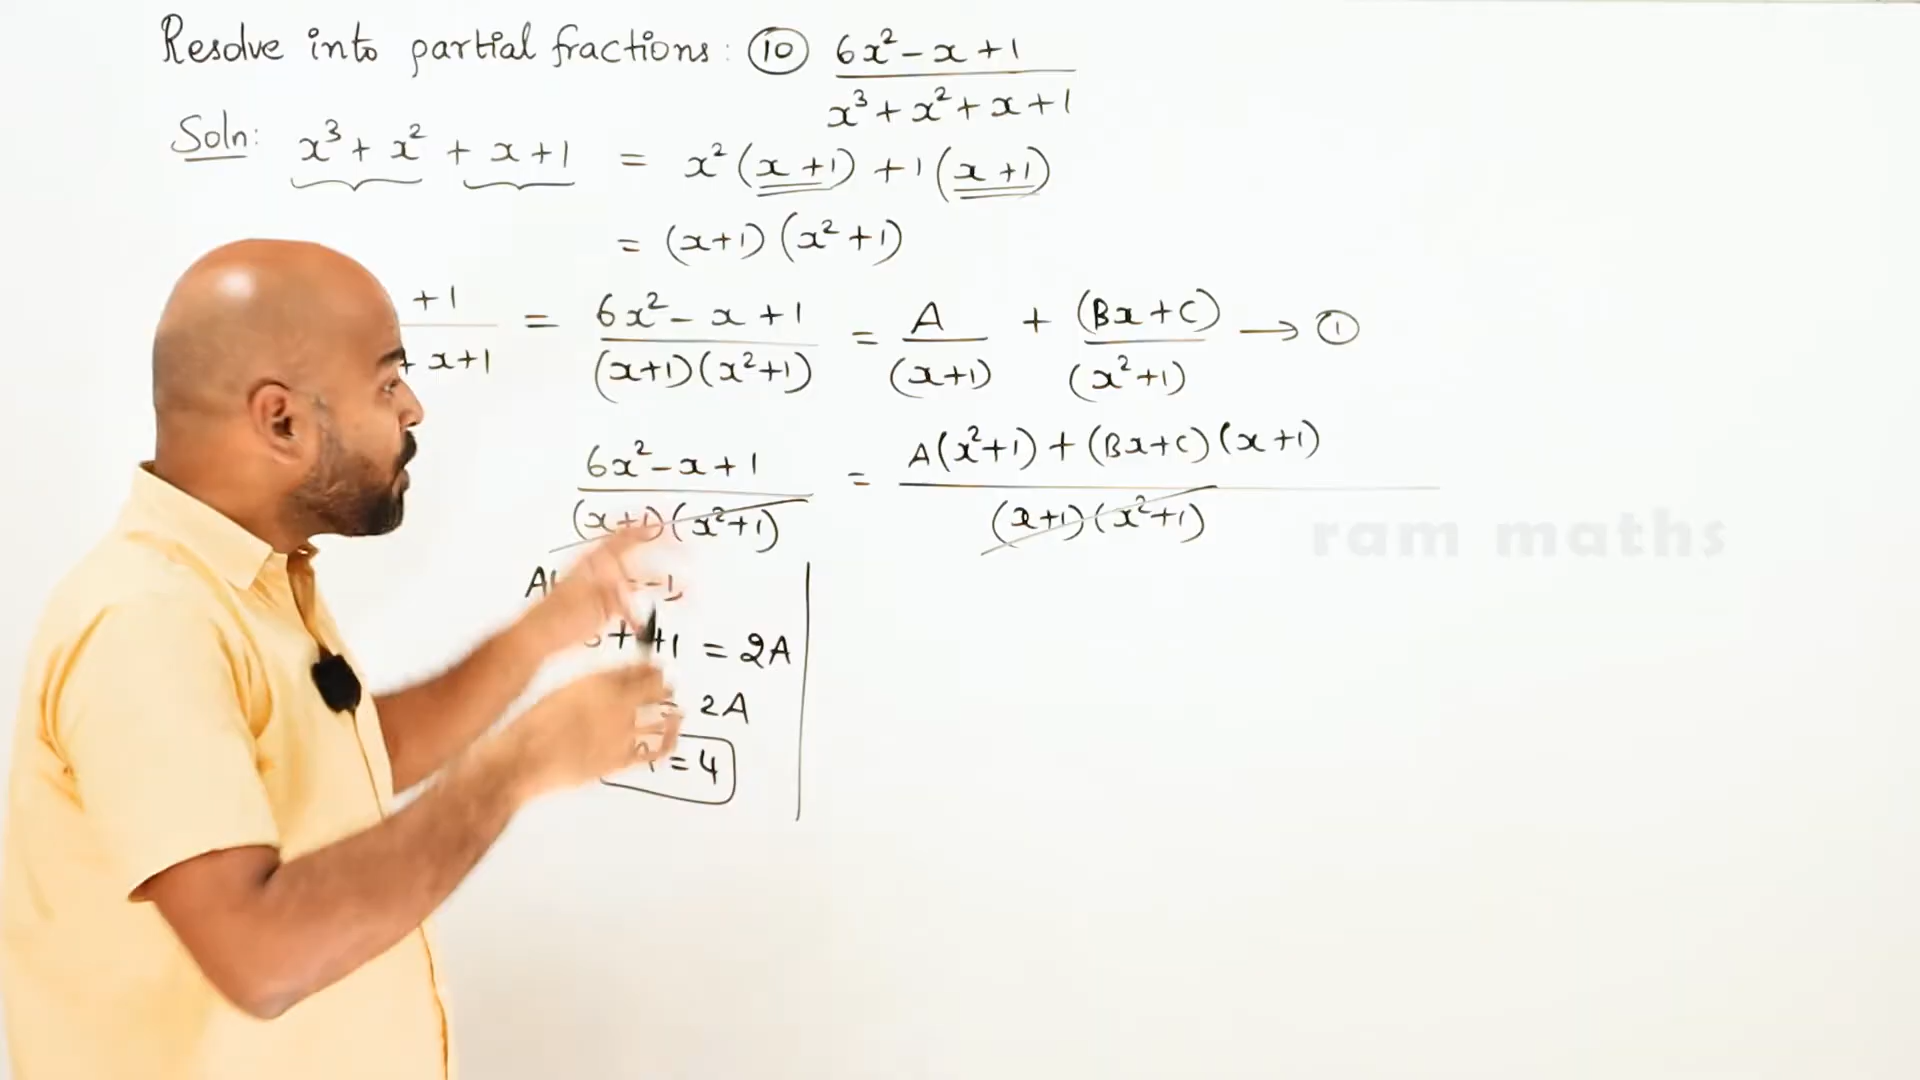 Resolve into partial fractions: ⑩ 6x² - x + 1
x³ + x² + x + 1
Soln: x³ + x² + x + 1 = x² (x + 1) + 1 (x + 1)
= (x+1) (x² + 1)
+1 = 6x² - x + 1 = A + (Bx + C) → ①
+ x+1 (x+1)(x²+1) (x+1) (x²+1)
6x² - x + 1 = A(x²+1) + (Bx+C)(x+1)
(x+1)(x²+1) (x+1)(x²+1)
ram maths
-1,
+1 = 2A
= 2A
= 4